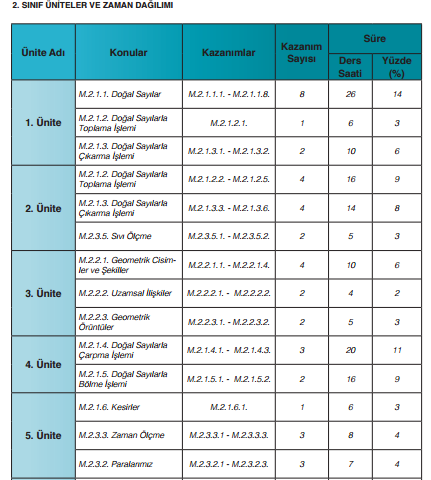 2. SINIF ÜNİTELER VE ZAMAN DAĞILIMI
Ünite Adı Konular Kazanımlar Kazanım Sayısı Süre
Ders Saati Yüzde (%)
1. Ünite
M.2.1.1. Doğal Sayılar M.2.1.1.1. - M.2.1.1.8. 8 26 14
M.2.1.2. Doğal Sayılarla
Toplama İşlemi M.2.1.2.1. 1 6 3
M.2.1.3. Doğal Sayılarla
Çıkarma İşlemi M.2.1.3.1. - M.2.1.3.2. 2 10 6
2. Ünite
M.2.1.2. Doğal Sayılarla
Toplama İşlemi M.2.1.2.2. - M.2.1.2.5. 4 16 9
M.2.1.3. Doğal Sayılarla
Çıkarma İşlemi M.2.1.3.3. - M.2.1.3.6. 4 14 8
M.2.3.5. Sıvı Ölçme M.2.3.5.1. - M.2.3.5.2. 2 5 3
3. Ünite
M.2.2.1. Geometrik Cisim-
ler ve Şekiller M.2.2.1.1. - M.2.2.1.4. 4 10 6
M.2.2.2. Uzamsal İlişkiler M.2.2.2.1. - M.2.2.2.2. 2 4 2
M.2.2.3. Geometrik
Örüntüler M.2.2.3.1. - M.2.2.3.2. 2 5 3
4. Ünite
M.2.1.4. Doğal Sayılarla
Çarpma İşlemi M.2.1.4.1. - M.2.1.4.3. 3 20 11
M.2.1.5. Doğal Sayılarla
Bölme İşlemi M.2.1.5.1. - M.2.1.5.2. 2 16 9
5. Ünite
M.2.1.6. Kesirler M.2.1.6.1. 1 6 3
M.2.3.3. Zaman Ölçme M.2.3.3.1 - M.2.3.3.3. 3 8 4
M.2.3.2. Paralarımız M.2.3.2.1 - M.2.3.2.3. 3 7 4